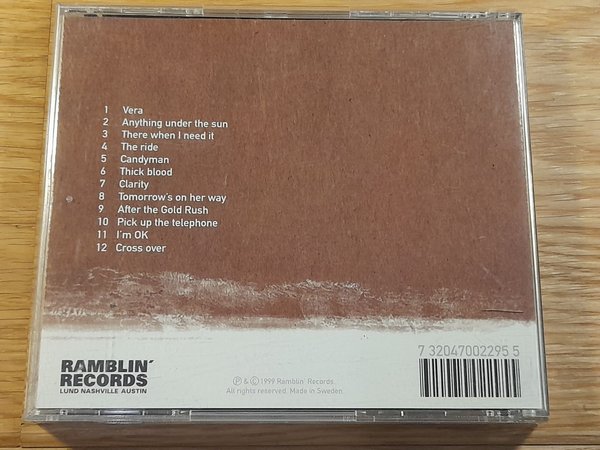 1 Vera
2 Anything under the sun
3 There when I need it
4 The ride
5 Candyman
6 Thick blood
7 Clarity
8 Tomorrow's on her way
9 After the Gold Rush
10 Pick up the telephone
11 I'm OK
12 Cross over
RAMBLIN´
RECORDS
LUND NASHVILLE AUSTIN
℗ & ©1999 Ramblin´ Records.
All rights reserved. Made in Sweden.
7 32047002295 5